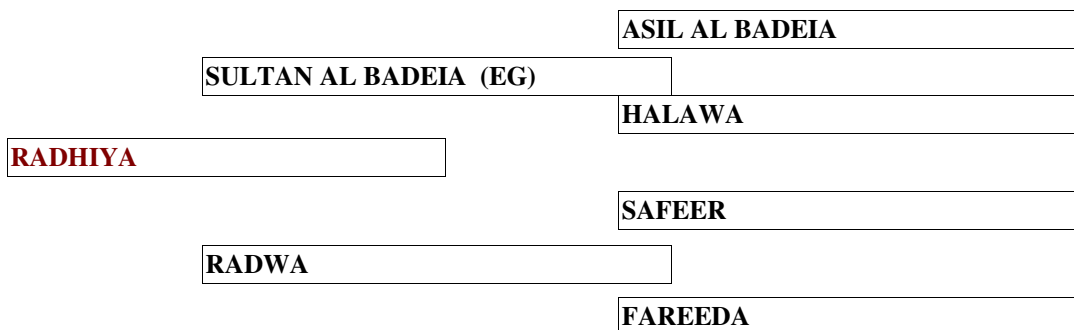 ASIL AL BADEIA
SULTAN AL BADEIA (EG)
HALAWA
RADHIYA
SAFEER
RADWA
FAREEDA